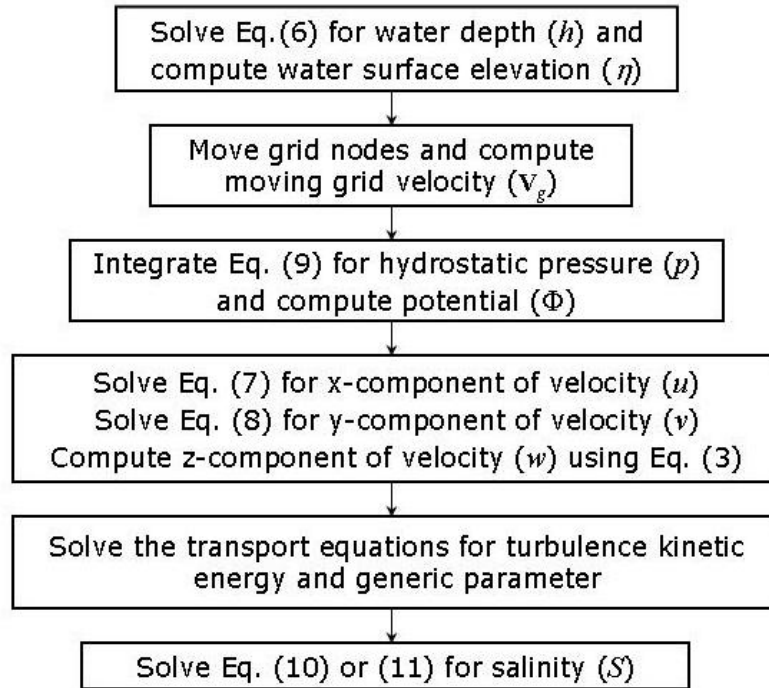 Solve Eq.(6) for water depth (h) and
compute water surface elevation (η)
Move grid nodes and compute
moving grid velocity (Vg)
Integrate Eq. (9) for hydrostatic pressure (p)
and compute potential (Φ)
Solve Eq. (7) for x-component of velocity (u)
Solve Eq. (8) for y-component of velocity (v)
Compute z-component of velocity (w) using Eq. (3)
Solve the transport equations for turbulence kinetic
energy and generic parameter
Solve Eq. (10) or (11) for salinity (S)